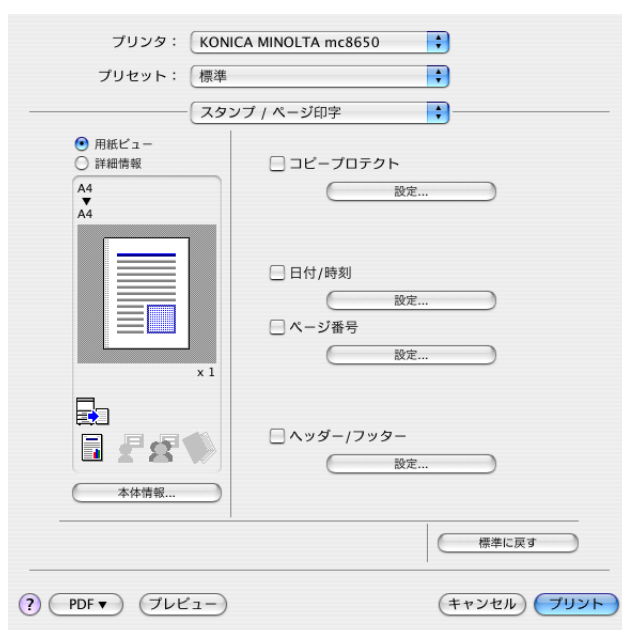 プリンタ： KONICA MINOLTA mc8650
プリセット： 標準
スタンプ / ページ印字
用紙ビュー
詳細情報
A4
▼
A4
x 1
本体情報...
コピープロテクト
設定...
日付/時刻
設定...
ページ番号
設定...
ヘッダー/フッター
設定...
標準に戻す
? PDF ▼ プレビュー キャンセル プリント